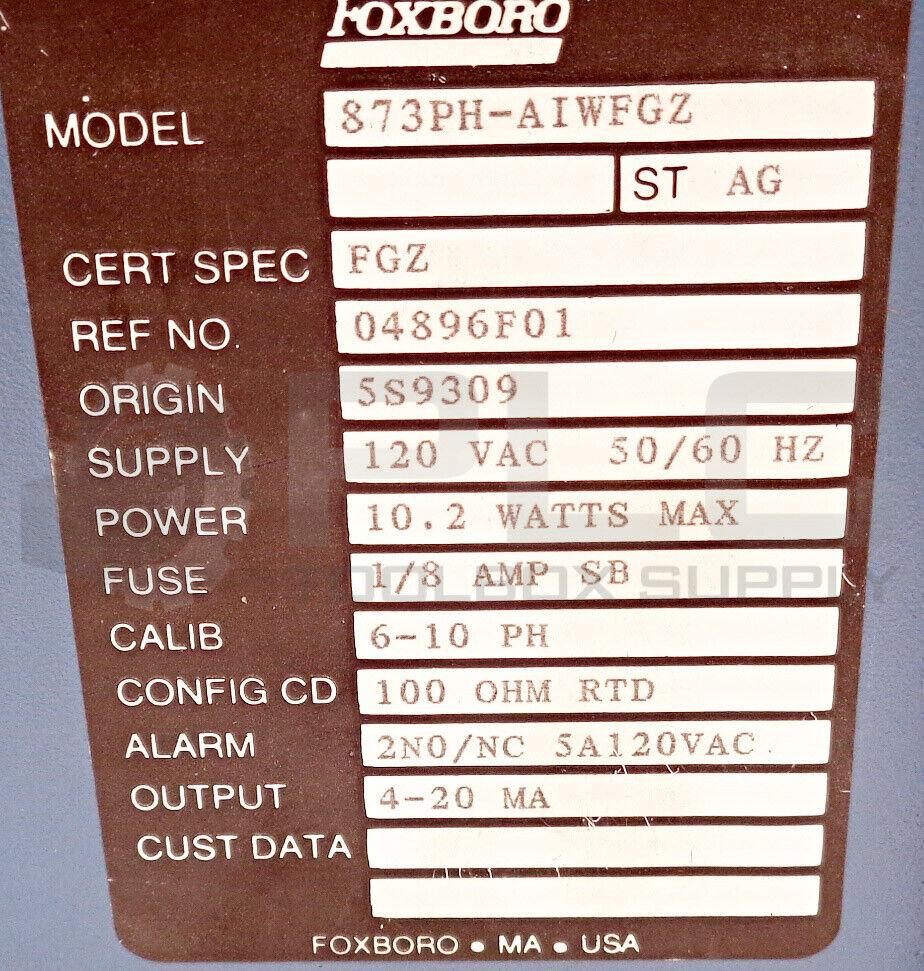 FOXBORO
MODEL 873PH-AIWFGZ
ST AG
CERT SPEC FGZ
REF NO. 04896F01
ORIGIN 5S9309
SUPPLY 120 VAC 50/60 HZ
POWER 10.2 WATTS MAX
FUSE 1/8 AMP SB
CALIB 6-10 PH
CONFIG CD 100 OHM RTD
ALARM 2NO/NC 5A120VAC
OUTPUT 4-20 MA
CUST DATA
FOXBORO • MA • USA
PLC
TOOLBOX SUPPLY